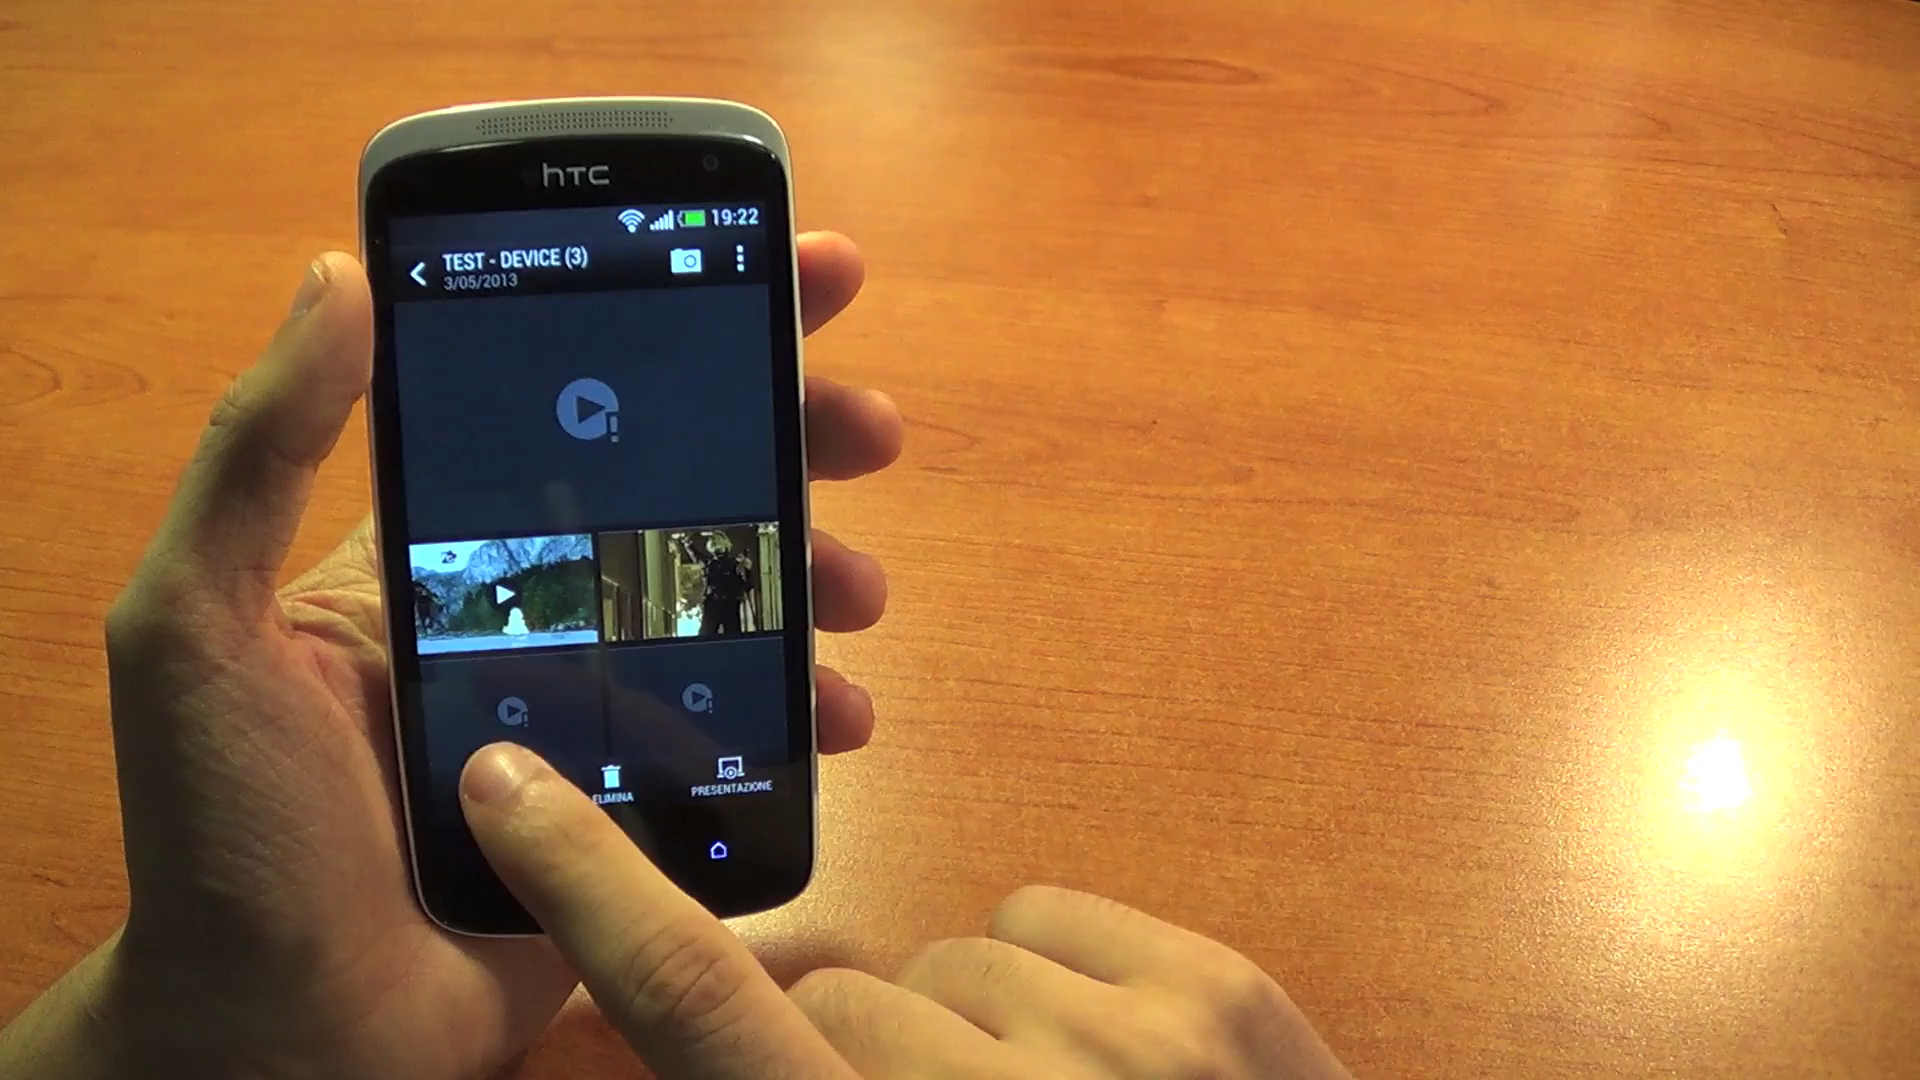 hTC
19:22
TEST - DEVICE (3)
3/05/2013
ELIMINA
PRESENTAZIONE